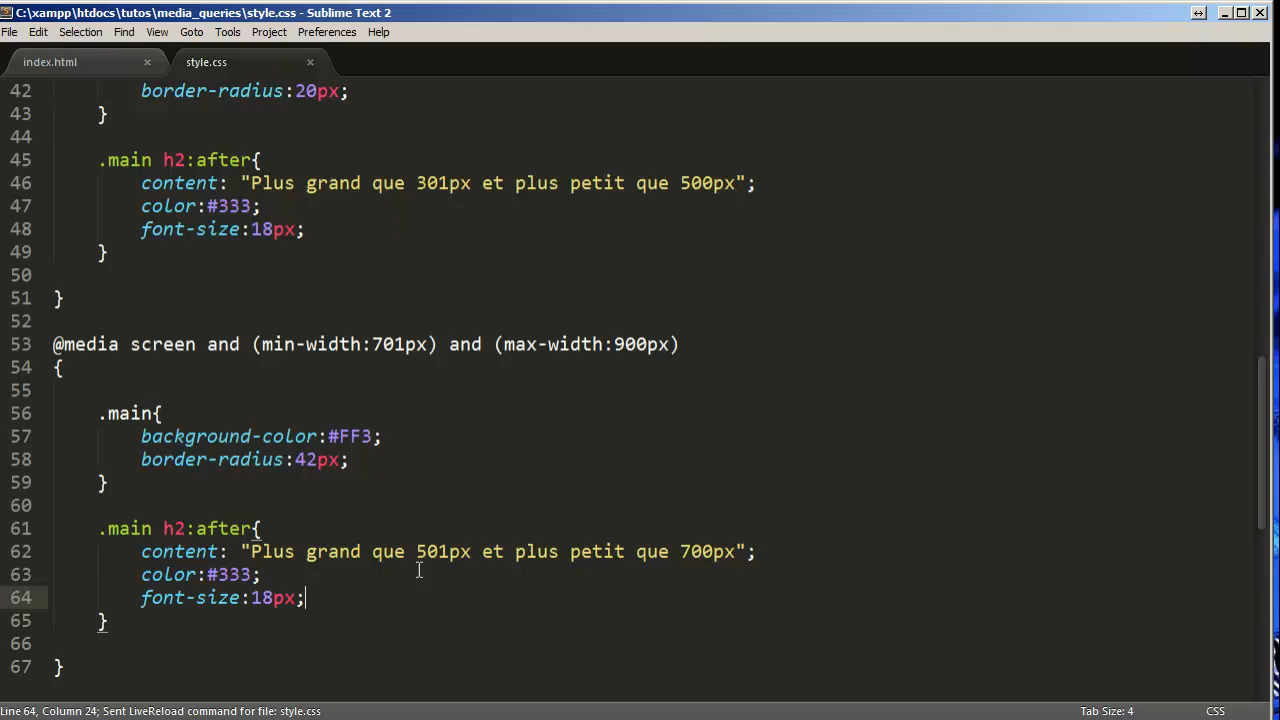 C:\xampp\htdocs\tutos\media_queries\style.css - Sublime Text 2
File Edit Selection Find View Goto Tools Project Preferences Help
index.html × style.css ×
42 border-radius:20px;
43 }
44
45 .main h2:after{
46 content: "Plus grand que 301px et plus petit que 500px";
47 color:#333;
48 font-size:18px;
49 }
50
51 }
52
53 @media screen and (min-width:701px) and (max-width:900px)
54 {
55
56 .main{
57 background-color:#FF3;
58 border-radius:42px;
59 }
60
61 .main h2:after{
62 content: "Plus grand que 501px et plus petit que 700px";
63 color:#333;
64 font-size:18px;
65 }
66
67 }
Line 64, Column 24; Sent LiveReload command for file: style.css Tab Size: 4 CSS